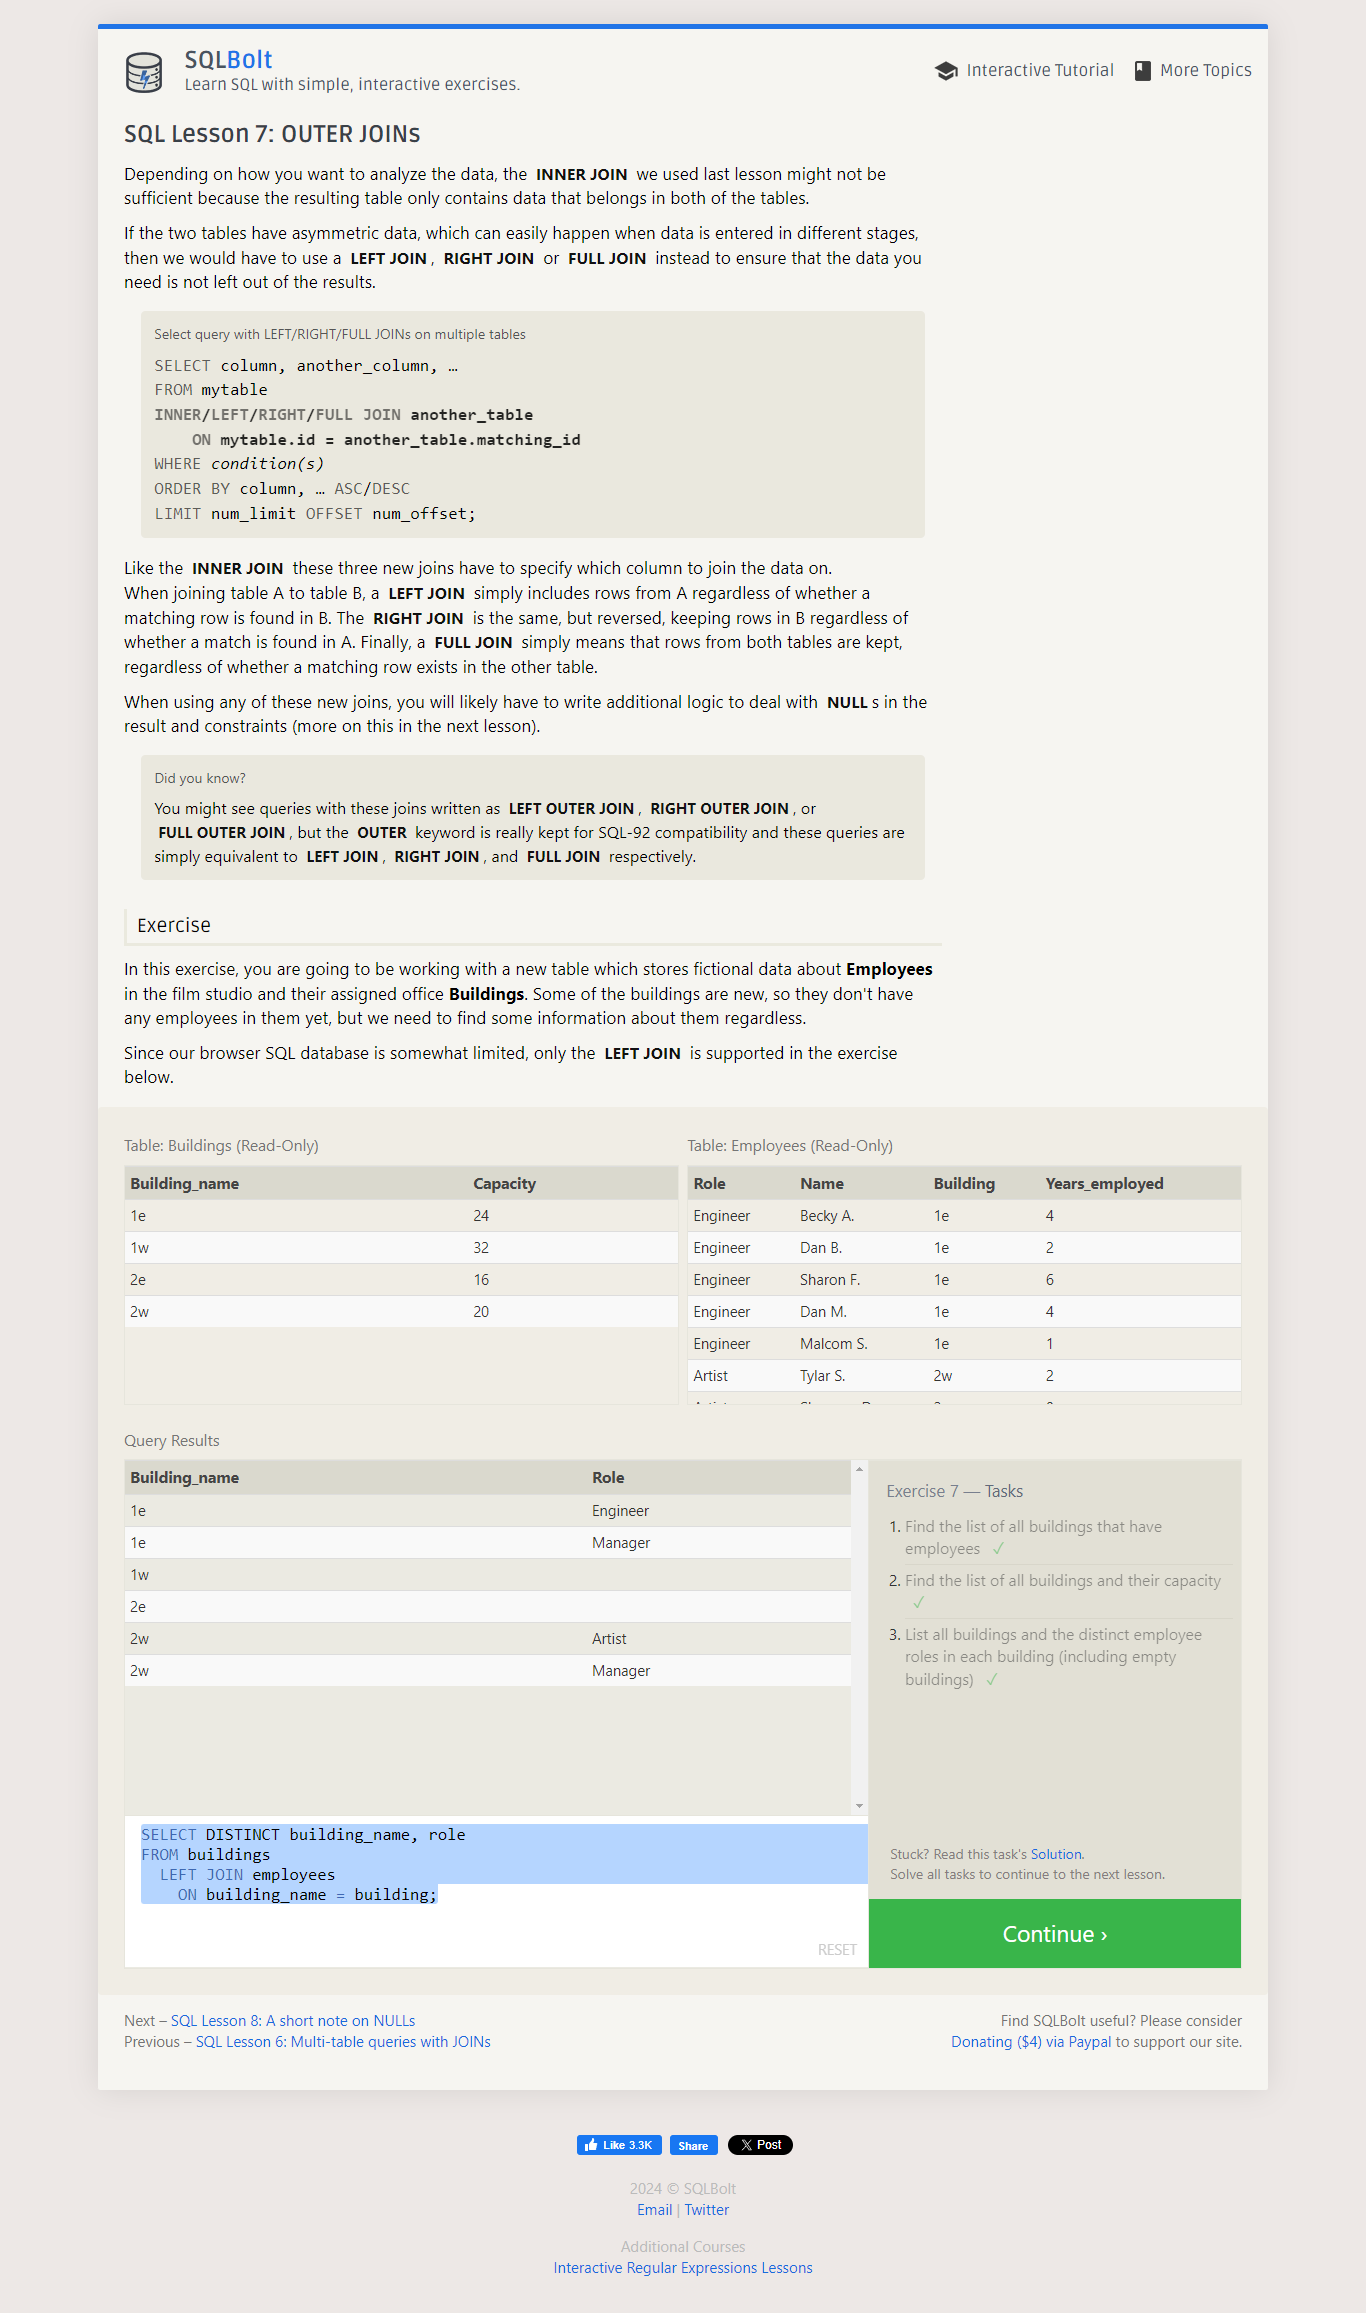 SQLBolt
Learn SQL with simple, interactive exercises.
Interactive Tutorial
More Topics
SQL Lesson 7: OUTER JOINs
Depending on how you want to analyze the data, the INNER JOIN we used last lesson might not be
sufficient because the resulting table only contains data that belongs in both of the tables.
If the two tables have asymmetric data, which can easily happen when data is entered in different stages,
then we would have to use a LEFT JOIN, RIGHT JOIN or FULL JOIN instead to ensure that the data you
need is not left out of the results.
Select query with LEFT/RIGHT/FULL JOINs on multiple tables
SELECT column, another_column, …
FROM mytable
INNER/LEFT/RIGHT/FULL JOIN another_table
ON mytable.id = another_table.matching_id
WHERE condition(s)
ORDER BY column, … ASC/DESC
LIMIT num_limit OFFSET num_offset;
Like the INNER JOIN these three new joins have to specify which column to join the data on.
When joining table A to table B, a LEFT JOIN simply includes rows from A regardless of whether a
matching row is found in B. The RIGHT JOIN is the same, but reversed, keeping rows in B regardless of
whether a match is found in A. Finally, a FULL JOIN simply means that rows from both tables are kept,
regardless of whether a matching row exists in the other table.
When using any of these new joins, you will likely have to write additional logic to deal with NULLs in the
result and constraints (more on this in the next lesson).
Did you know?
You might see queries with these joins written as LEFT OUTER JOIN, RIGHT OUTER JOIN, or
FULL OUTER JOIN, but the OUTER keyword is really kept for SQL-92 compatibility and these queries are
simply equivalent to LEFT JOIN, RIGHT JOIN, and FULL JOIN respectively.
Exercise
In this exercise, you are going to be working with a new table which stores fictional data about Employees
in the film studio and their assigned office Buildings. Some of the buildings are new, so they don't have
any employees in them yet, but we need to find some information about them regardless.
Since our browser SQL database is somewhat limited, only the LEFT JOIN is supported in the exercise
below.
Table: Buildings (Read-Only)
Building_name Capacity
1e 24
1w 32
2e 16
2w 20
Table: Employees (Read-Only)
Role Name Building Years_employed
Engineer Becky A. 1e 4
Engineer Dan B. 1e 2
Engineer Sharon F. 1e 6
Engineer Dan M. 1e 4
Engineer Malcom S. 1e 1
Artist Tylar S. 2w 2
Query Results
Building_name Role
1e Engineer
1e Manager
1w
2e
2w Artist
2w Manager
Exercise 7 — Tasks
1. Find the list of all buildings that have
employees ✓
2. Find the list of all buildings and their capacity
✓
3. List all buildings and the distinct employee
roles in each building (including empty
buildings) ✓
SELECT DISTINCT building_name, role
FROM buildings
LEFT JOIN employees
ON building_name = building;
RESET
Stuck? Read this task's Solution.
Solve all tasks to continue to the next lesson.
Continue ›
Next – SQL Lesson 8: A short note on NULLs
Previous – SQL Lesson 6: Multi-table queries with JOINs
Find SQLBolt useful? Please consider
Donating ($4) via Paypal to support our site.
Like 3.3K
Share
X Post
2024 © SQLBolt
Email | Twitter
Additional Courses
Interactive Regular Expressions Lessons